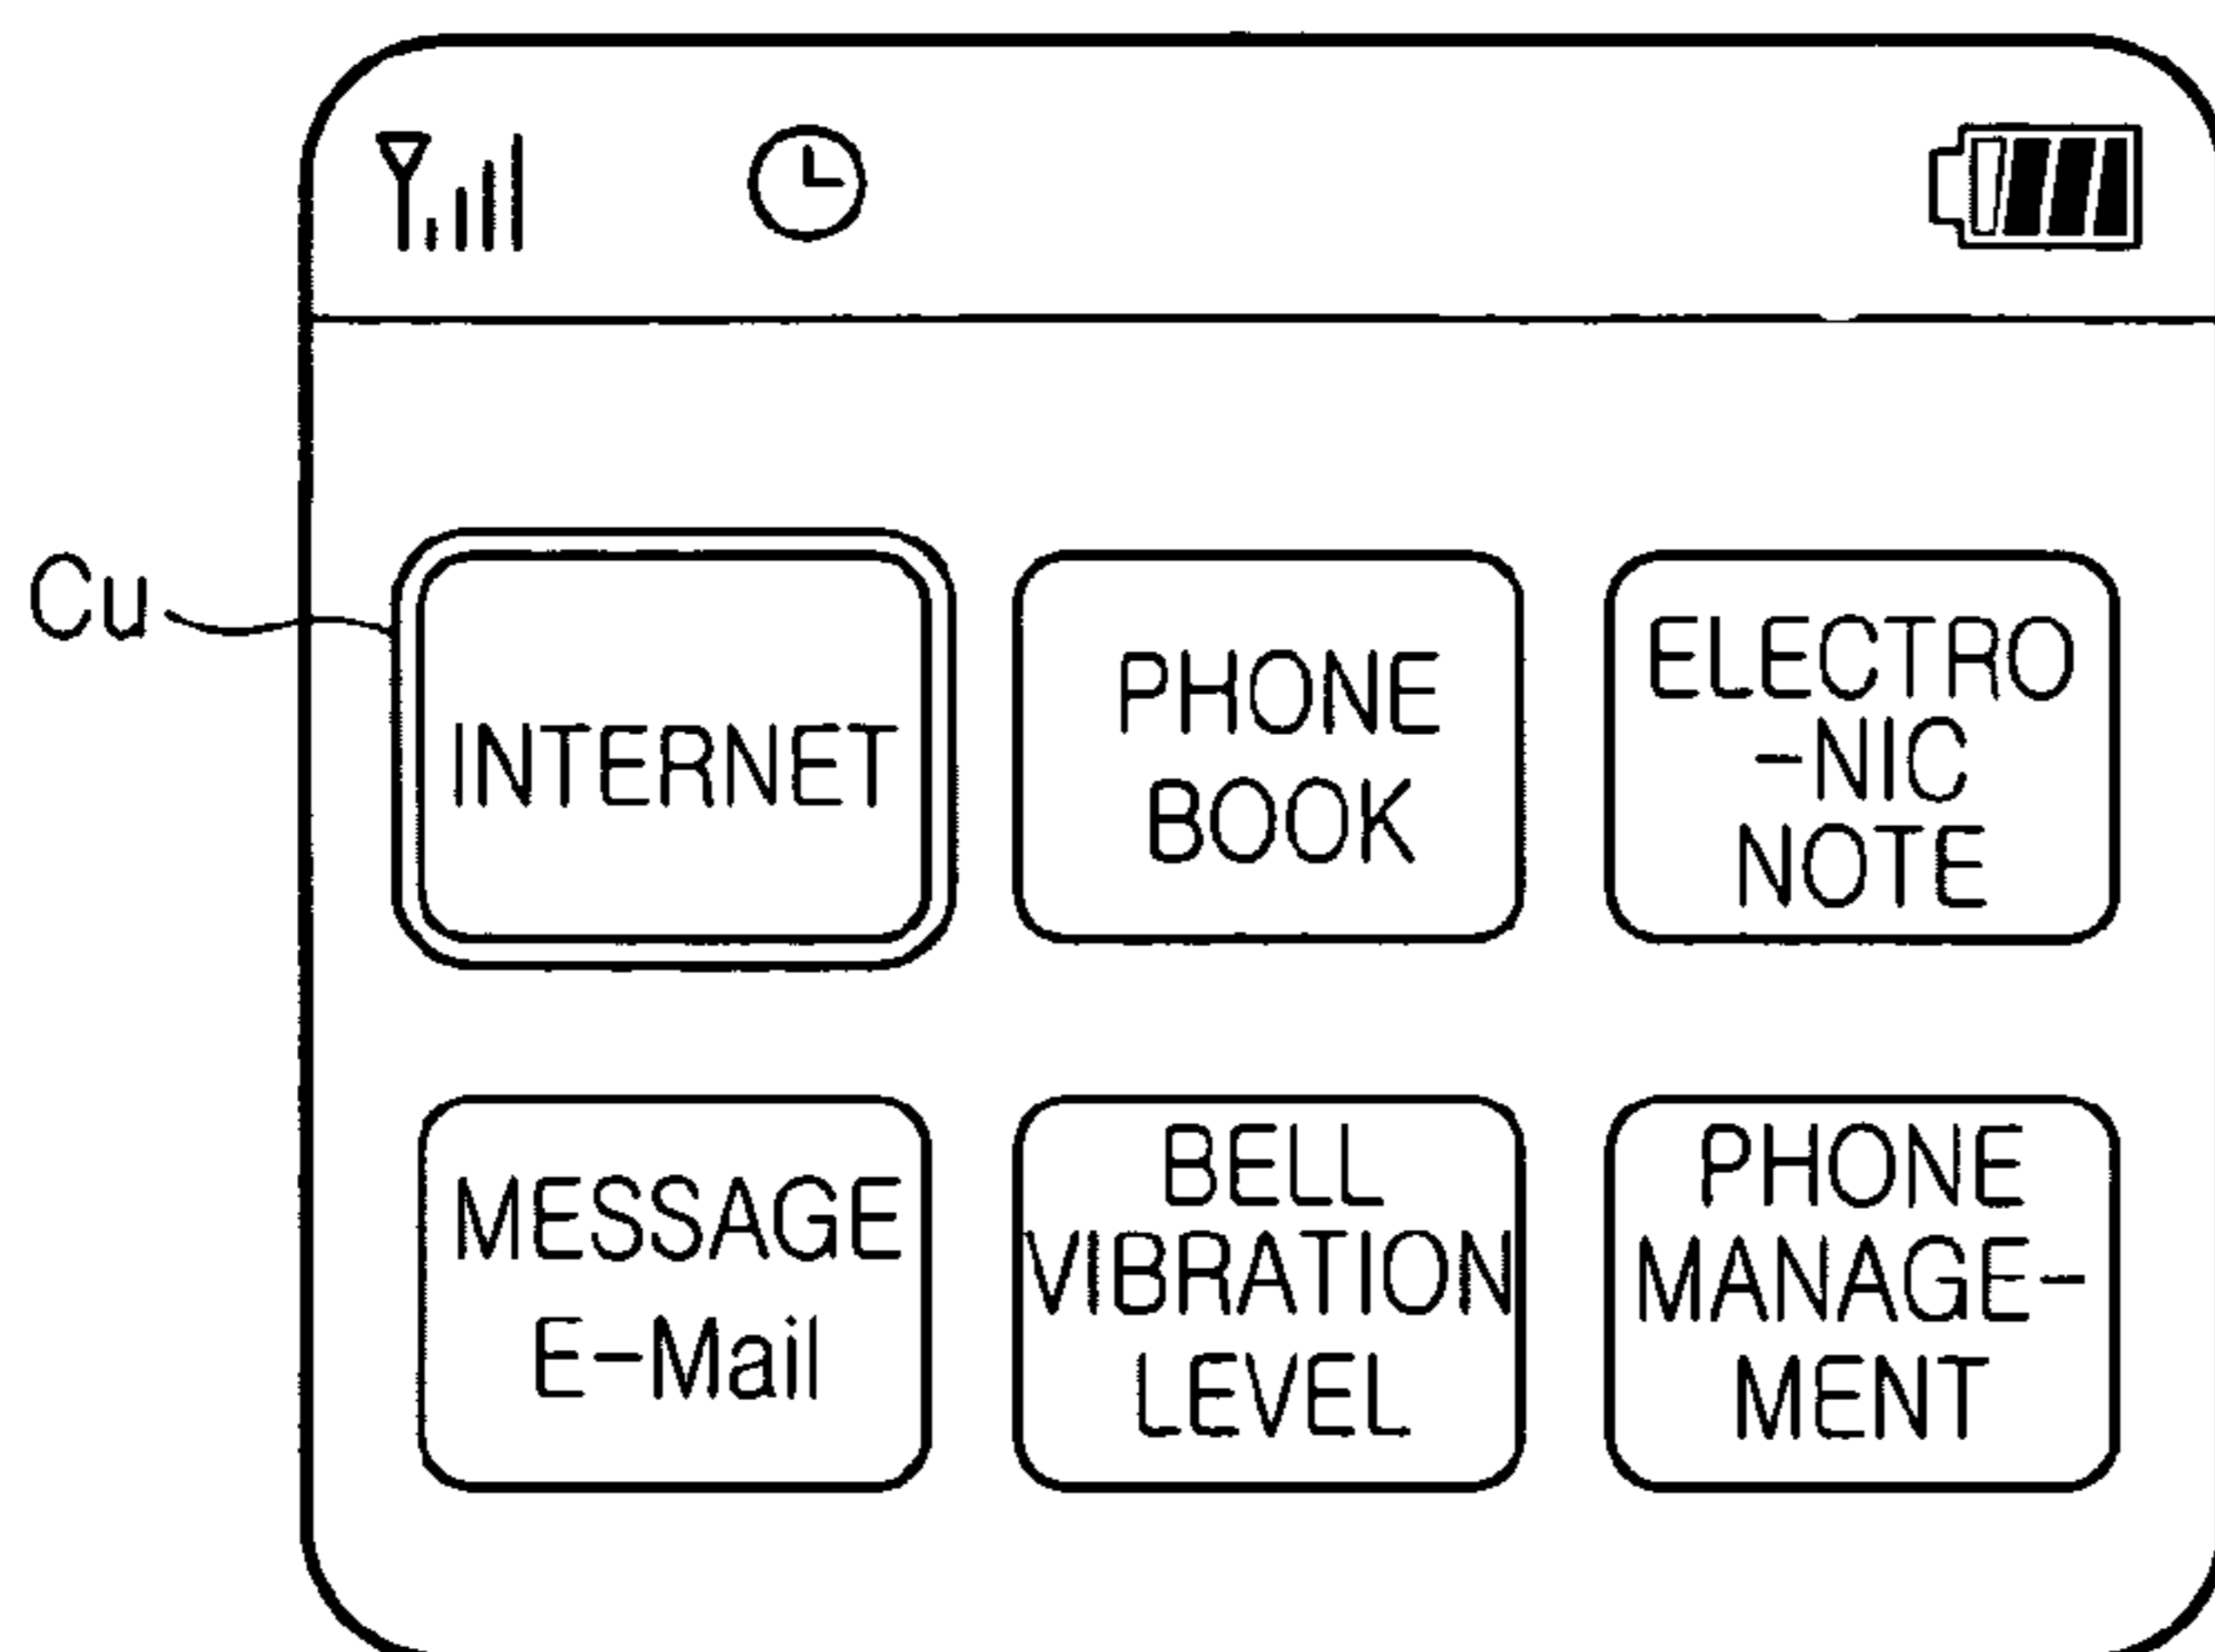 Cu
INTERNET
PHONE
BOOK
ELECTRO
-NIC
NOTE
MESSAGE
E-Mail
BELL
VIBRATION
LEVEL
PHONE
MANAGE-
MENT